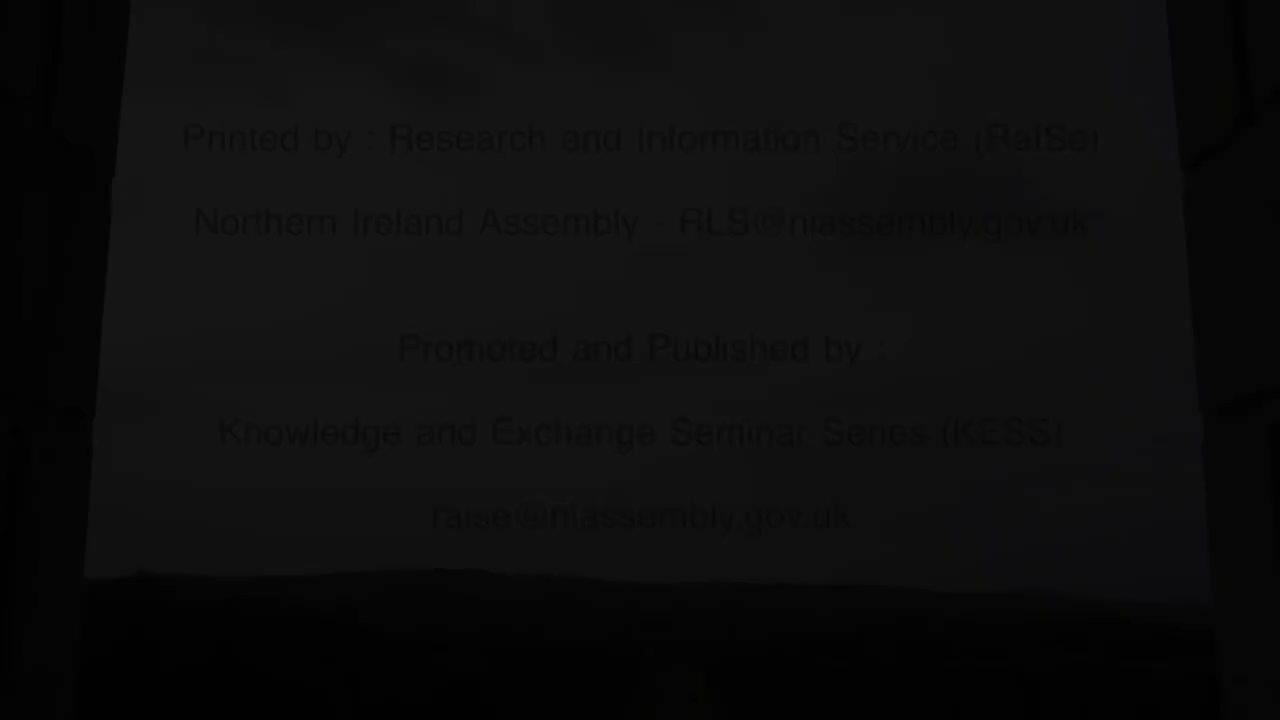 Printed by : Research and Information Service (RaISe)
Northern Ireland Assembly - RLS@niassembly.gov.uk
Promoted and Published by :
Knowledge and Exchange Seminar Series (KESS)
raise@niassembly.gov.uk